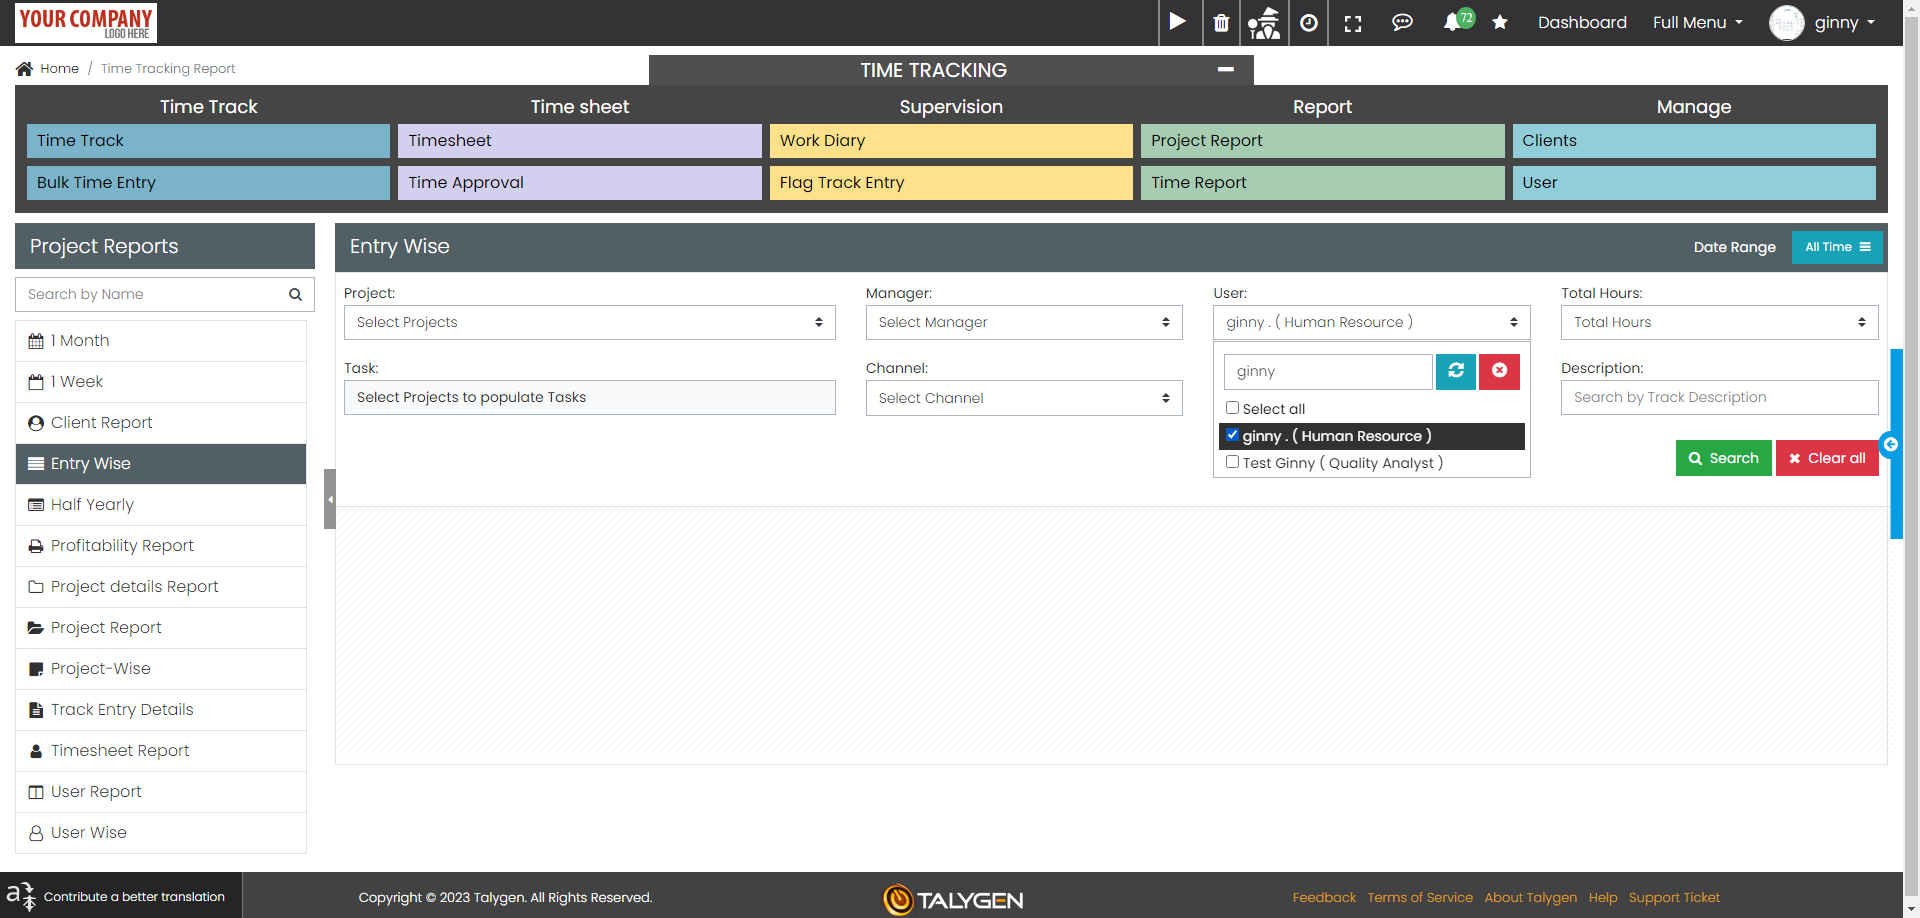 YOUR COMPANY
LOGO HERE
72
Dashboard
Full Menu
ginny
Home / Time Tracking Report
TIME TRACKING
Time Track
Time sheet
Supervision
Report
Manage
Time Track
Timesheet
Work Diary
Project Report
Clients
Bulk Time Entry
Time Approval
Flag Track Entry
Time Report
User
Project Reports
Search by Name
1 Month
1 Week
Client Report
Entry Wise
Half Yearly
Profitability Report
Project details Report
Project Report
Project-Wise
Track Entry Details
Timesheet Report
User Report
User Wise
Entry Wise
Date Range
All Time
Project:
Manager:
User:
Total Hours:
Select Projects
Select Manager
ginny . ( Human Resource )
Total Hours
Task:
Channel:
Description:
Select Projects to populate Tasks
Select Channel
ginny
Search by Track Description
Select all
ginny . ( Human Resource )
Test Ginny ( Quality Analyst )
Search
Clear all
Contribute a better translation
Copyright © 2023 Talygen. All Rights Reserved.
TALYGEN
Feedback
Terms of Service
About Talygen
Help
Support Ticket